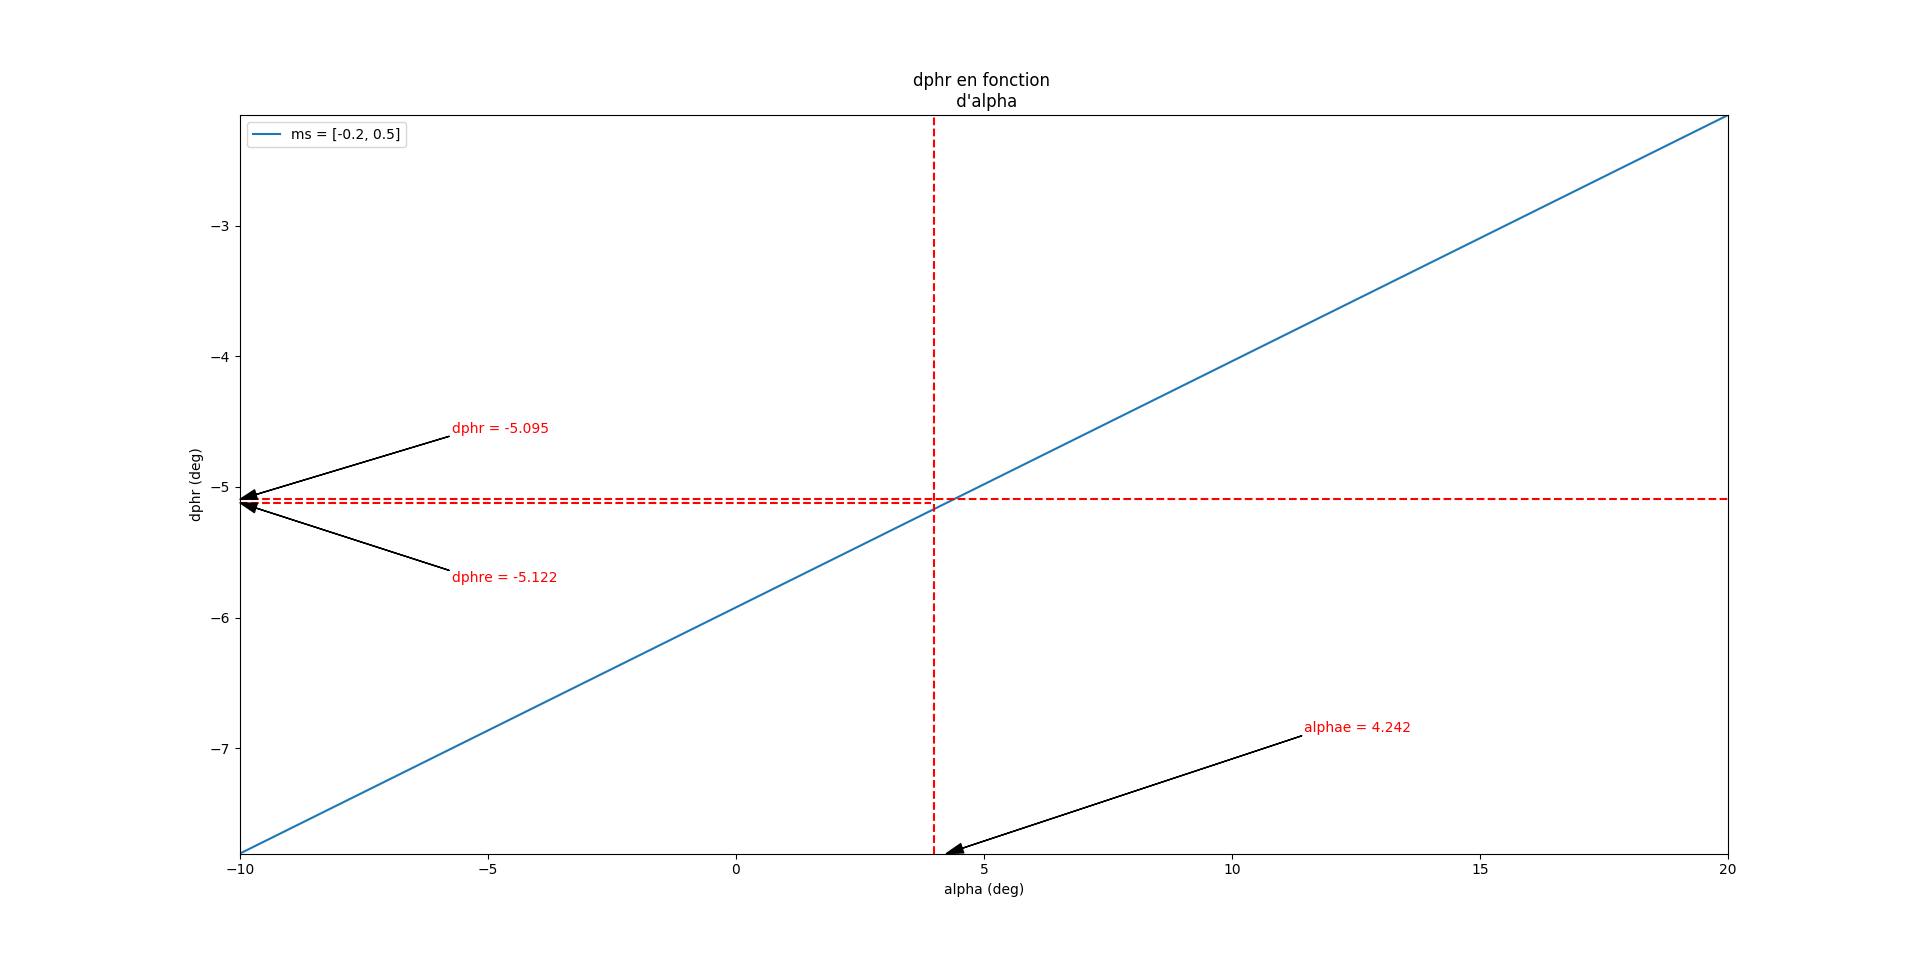 dphr en fonction
d'alpha
ms = [-0.2, 0.5]
−3
−4
dphr = -5.095
dphr (deg)
−5
dphre = -5.122
−6
alphae = 4.242
−7
−10 −5 0 5 10 15 20
alpha (deg)